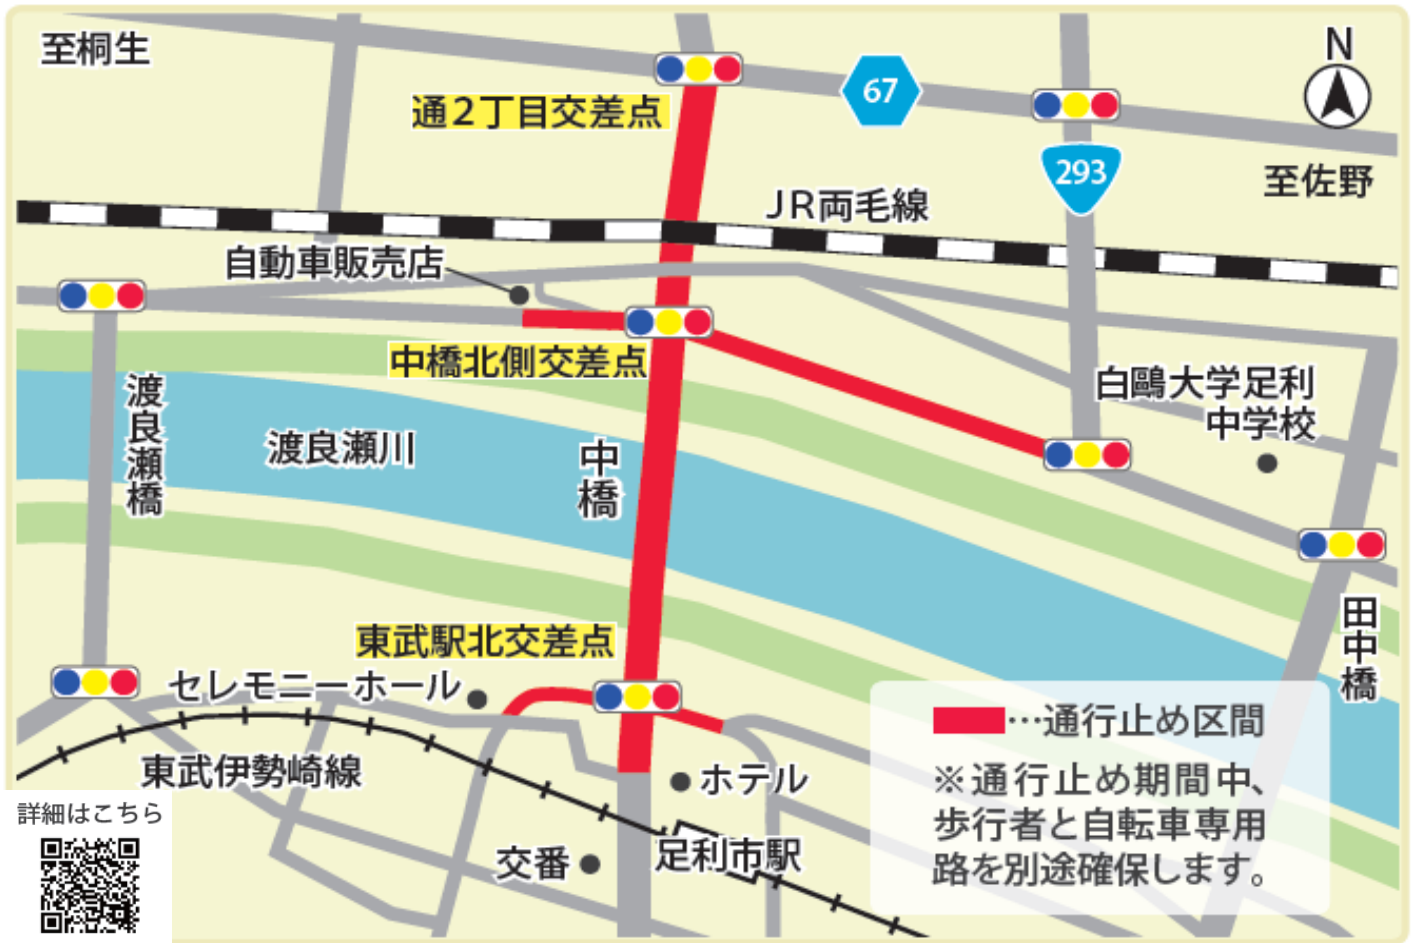 至桐生
N
通2丁目交差点
67
293
至佐野
JR両毛線
自動車販売店
中橋北側交差点
白鷗大学足利
中学校
渡良瀬橋
渡良瀬川
中橋
田中橋
東武駅北交差点
セレモニーホール
東武伊勢崎線
ホテル
交番
足利市駅
…通行止め区間
※通行止め期間中、
歩行者と自転車専用
路を別途確保します。
詳細はこちら